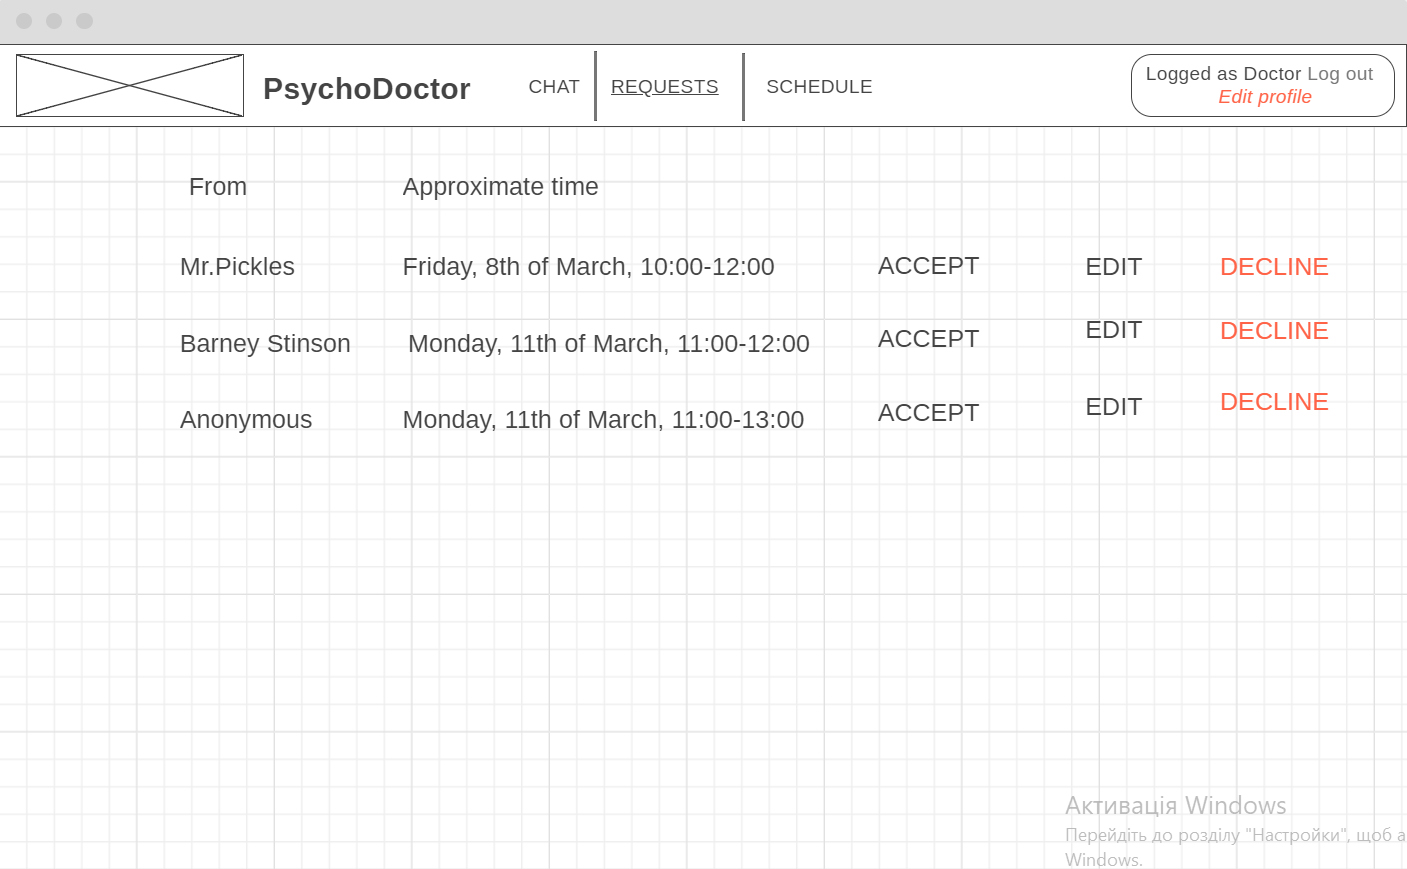 PsychoDoctor CHAT REQUESTS SCHEDULE
Logged as Doctor Log out
Edit profile
From Approximate time
Mr.Pickles Friday, 8th of March, 10:00-12:00 ACCEPT EDIT DECLINE
Barney Stinson Monday, 11th of March, 11:00-12:00 ACCEPT EDIT DECLINE
Anonymous Monday, 11th of March, 11:00-13:00 ACCEPT EDIT DECLINE
Активація Windows
Перейдіть до розділу "Настройки", щоб а
Windows.